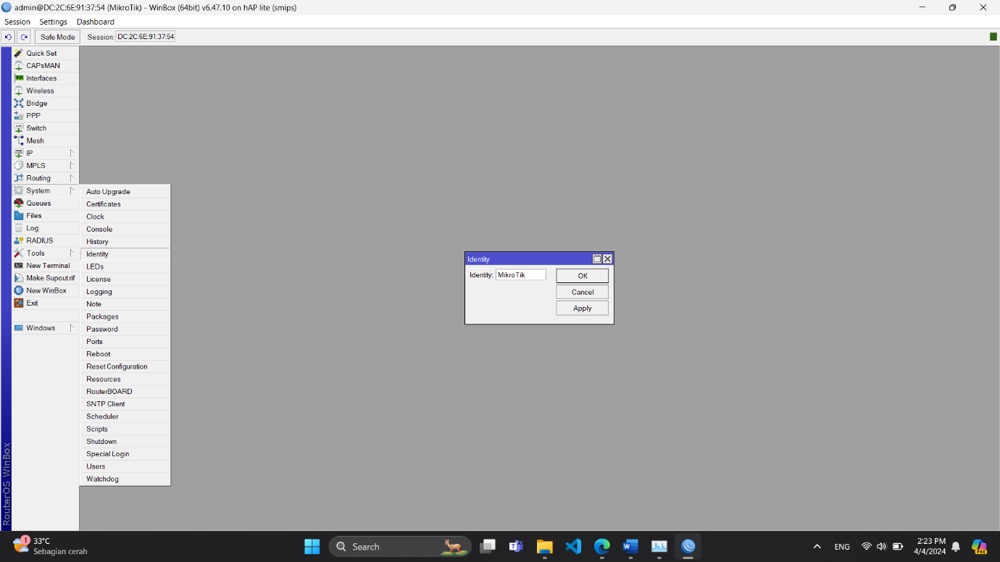 admin@DC:2C:6E:91:37:54 (MikroTik) - WinBox (64bit) v6.47.10 on hAP lite (smips)
Session Settings Dashboard
Safe Mode Session: DC:2C:6E:91:37:54
Quick Set
CAPsMAN
Interfaces
Wireless
Bridge
PPP
Switch
Mesh
IP
MPLS
Routing
System
Queues
Files
Log
RADIUS
Tools
New Terminal
Make Supout.rif
New WinBox
Exit
Windows
RouterOS WinBox
Auto Upgrade
Certificates
Clock
Console
History
Identity
LEDs
License
Logging
Note
Packages
Password
Ports
Reboot
Reset Configuration
Resources
RouterBOARD
SNTP Client
Scheduler
Scripts
Shutdown
Special Login
Users
Watchdog
Identity
Identity: MikroTik
OK
Cancel
Apply
1
33°C
Sebagian cerah
Search
ENG
2:23 PM
4/4/2024
PRE